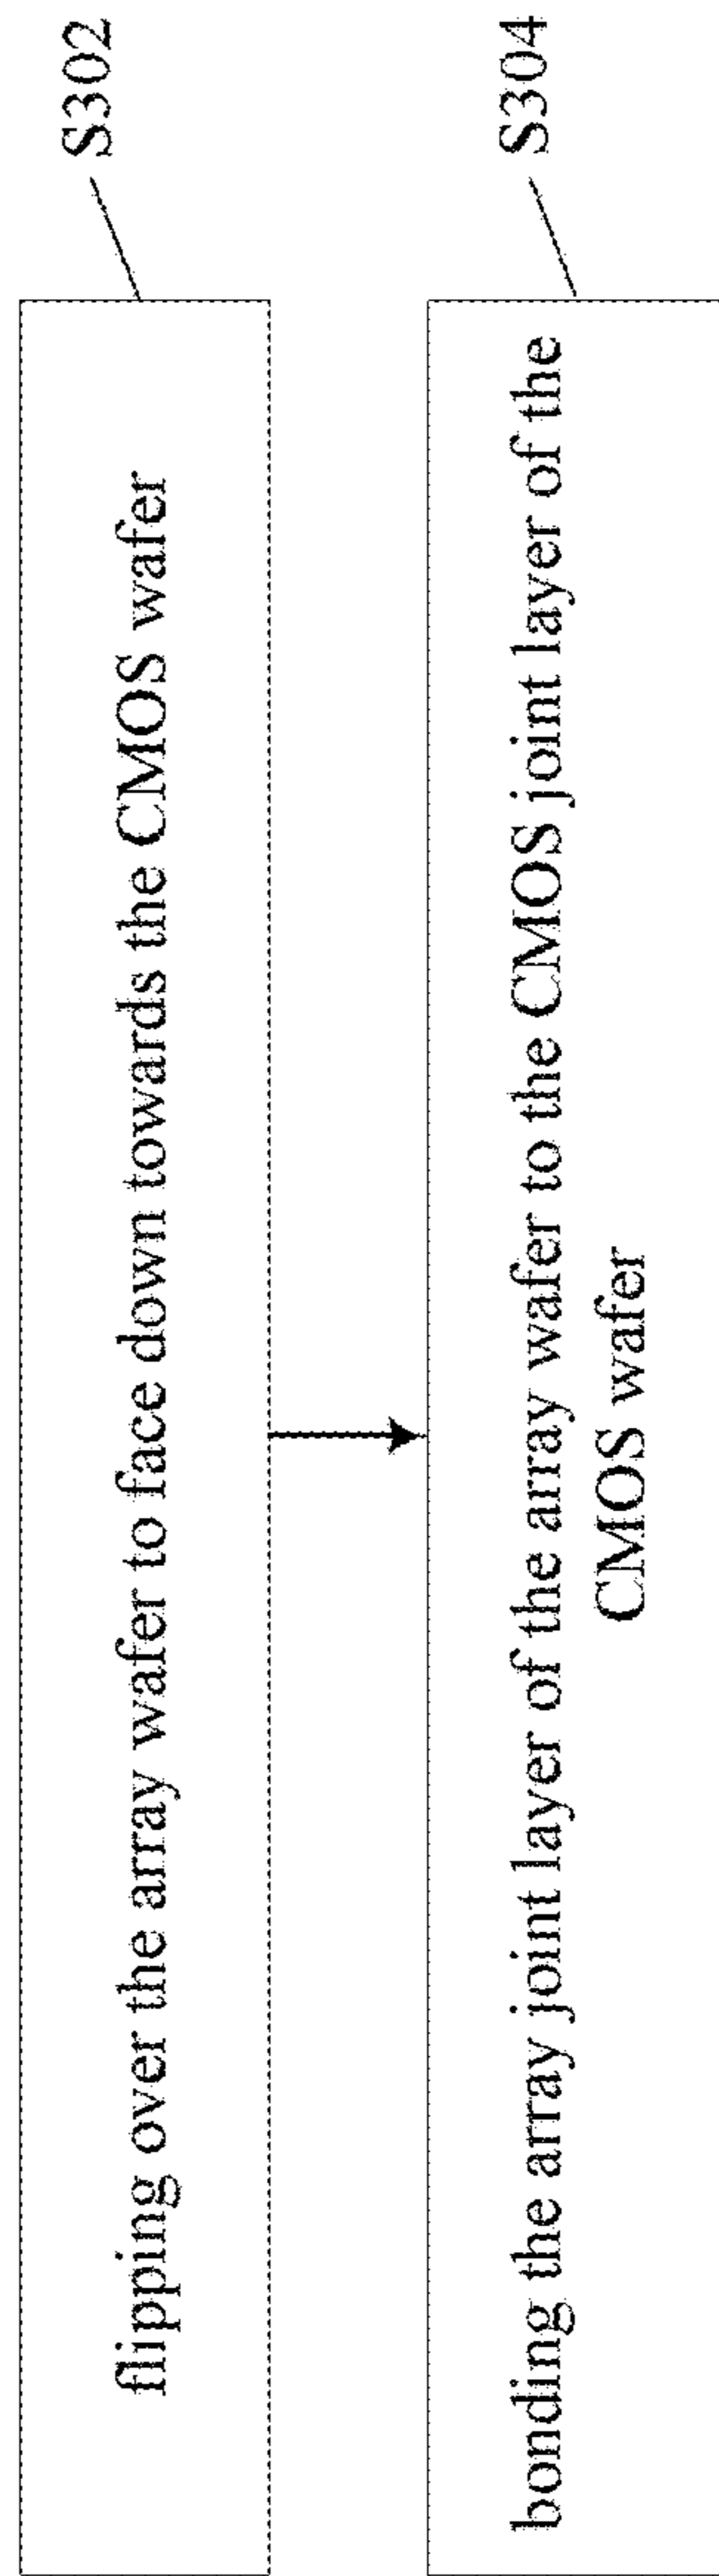 flipping over the array wafer to face down towards the CMOS wafer
S302
bonding the array joint layer of the array wafer to the CMOS joint layer of the
CMOS wafer
S304